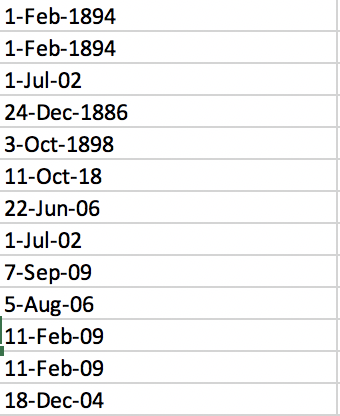 1-Feb-1894
1-Feb-1894
1-Jul-02
24-Dec-1886
3-Oct-1898
11-Oct-18
22-Jun-06
1-Jul-02
7-Sep-09
5-Aug-06
11-Feb-09
11-Feb-09
18-Dec-04